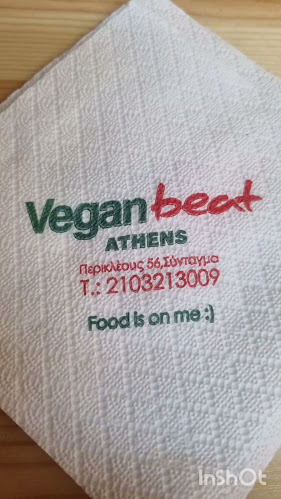 Vegan beat
ATHENS
Περικλέους 56,Σύνταγμα
Τ.: 2103213009
Food is on me :)
InShOt